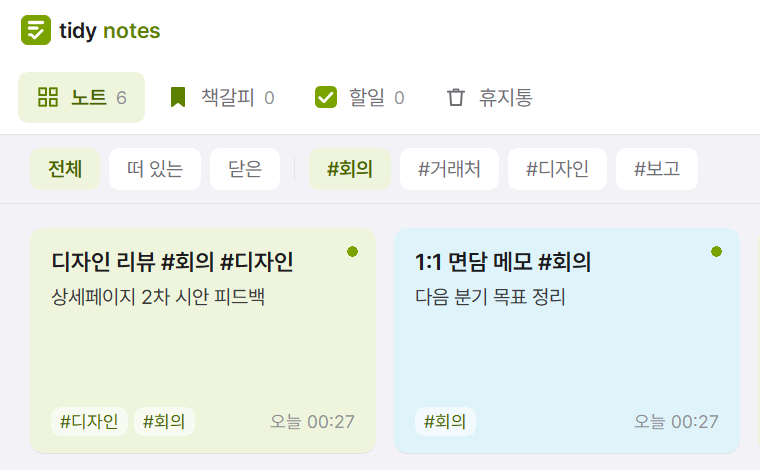 tidy notes
노트 6 책갈피 0 할일 0 휴지통
전체 떠 있는 닫은 #회의 #거래처 #디자인 #보고
디자인 리뷰 #회의 #디자인
상세페이지 2차 시안 피드백
#디자인 #회의 오늘 00:27
1:1 면담 메모 #회의
다음 분기 목표 정리
#회의 오늘 00:27